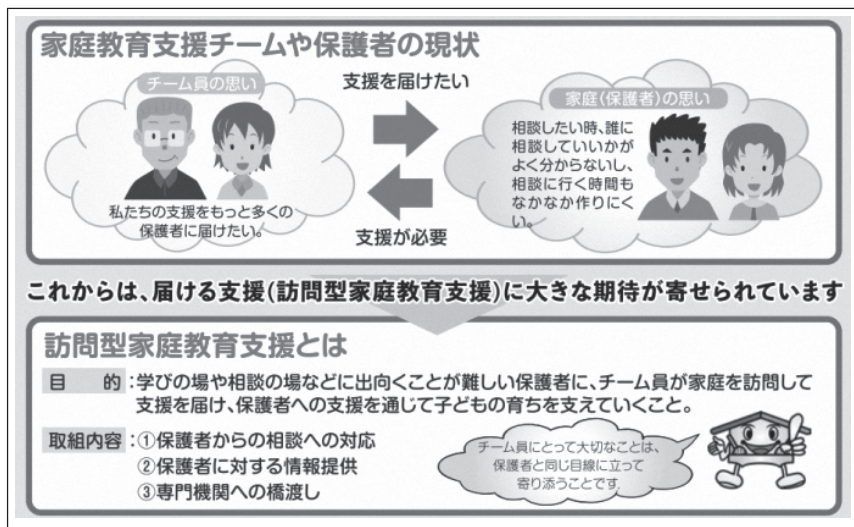 家庭教育支援チームや保護者の現状
チーム員の思い
私たちの支援をもっと多くの
保護者に届けたい。
支援を届けたい
支援が必要
家庭(保護者)の思い
相談したい時、誰に
相談していいかが
よく分からないし、
相談に行く時間も
なかなか作りにく
い。
これからは、届ける支援(訪問型家庭教育支援)に大きな期待が寄せられています
訪問型家庭教育支援とは
目　的:学びの場や相談の場などに出向くことが難しい保護者に、チーム員が家庭を訪問して
支援を届け、保護者への支援を通じて子どもの育ちを支えていくこと。
取組内容:①保護者からの相談への対応
②保護者に対する情報提供
③専門機関への橋渡し
チーム員にとって大切なことは、
保護者と同じ目線に立って
寄り添うことです